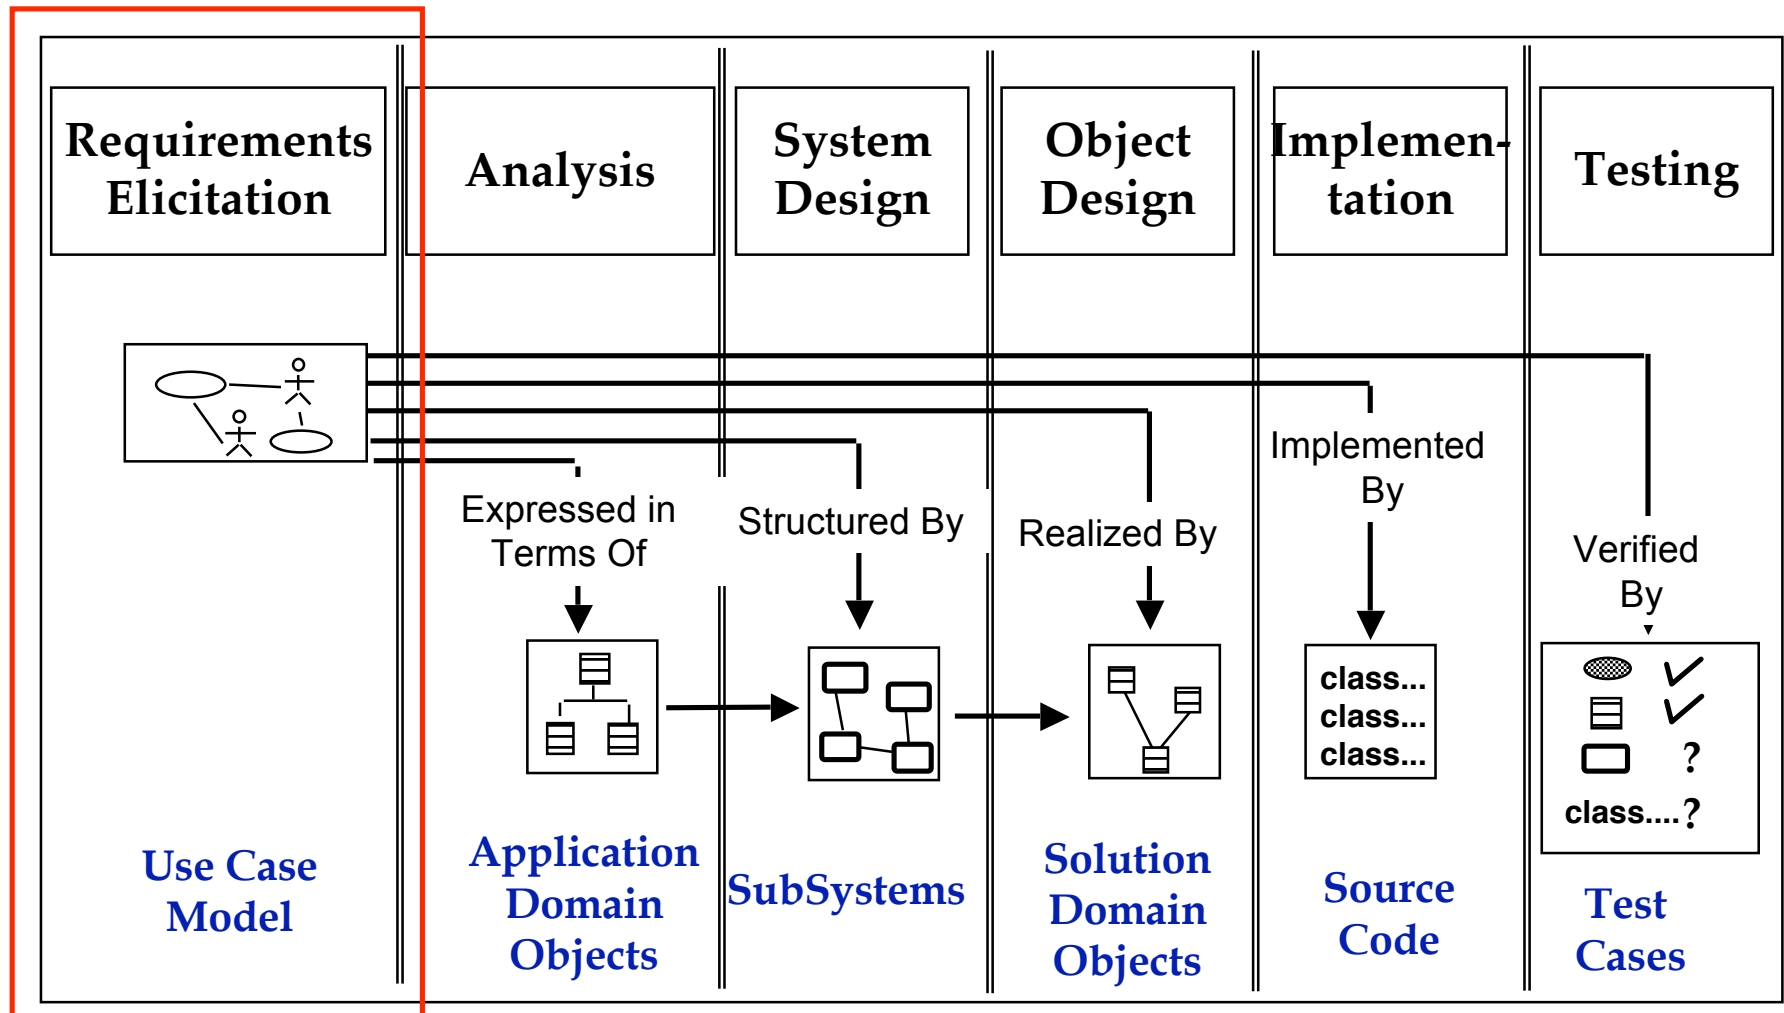 Requirements
Elicitation
Analysis
System
Design
Object
Design
Implemen-
tation
Testing
Expressed in
Terms Of
Structured By
Realized By
Implemented
By
Verified
By
class...
class...
class...
?
class....?
Use Case
Model
Application
Domain
Objects
SubSystems
Solution
Domain
Objects
Source
Code
Test
Cases